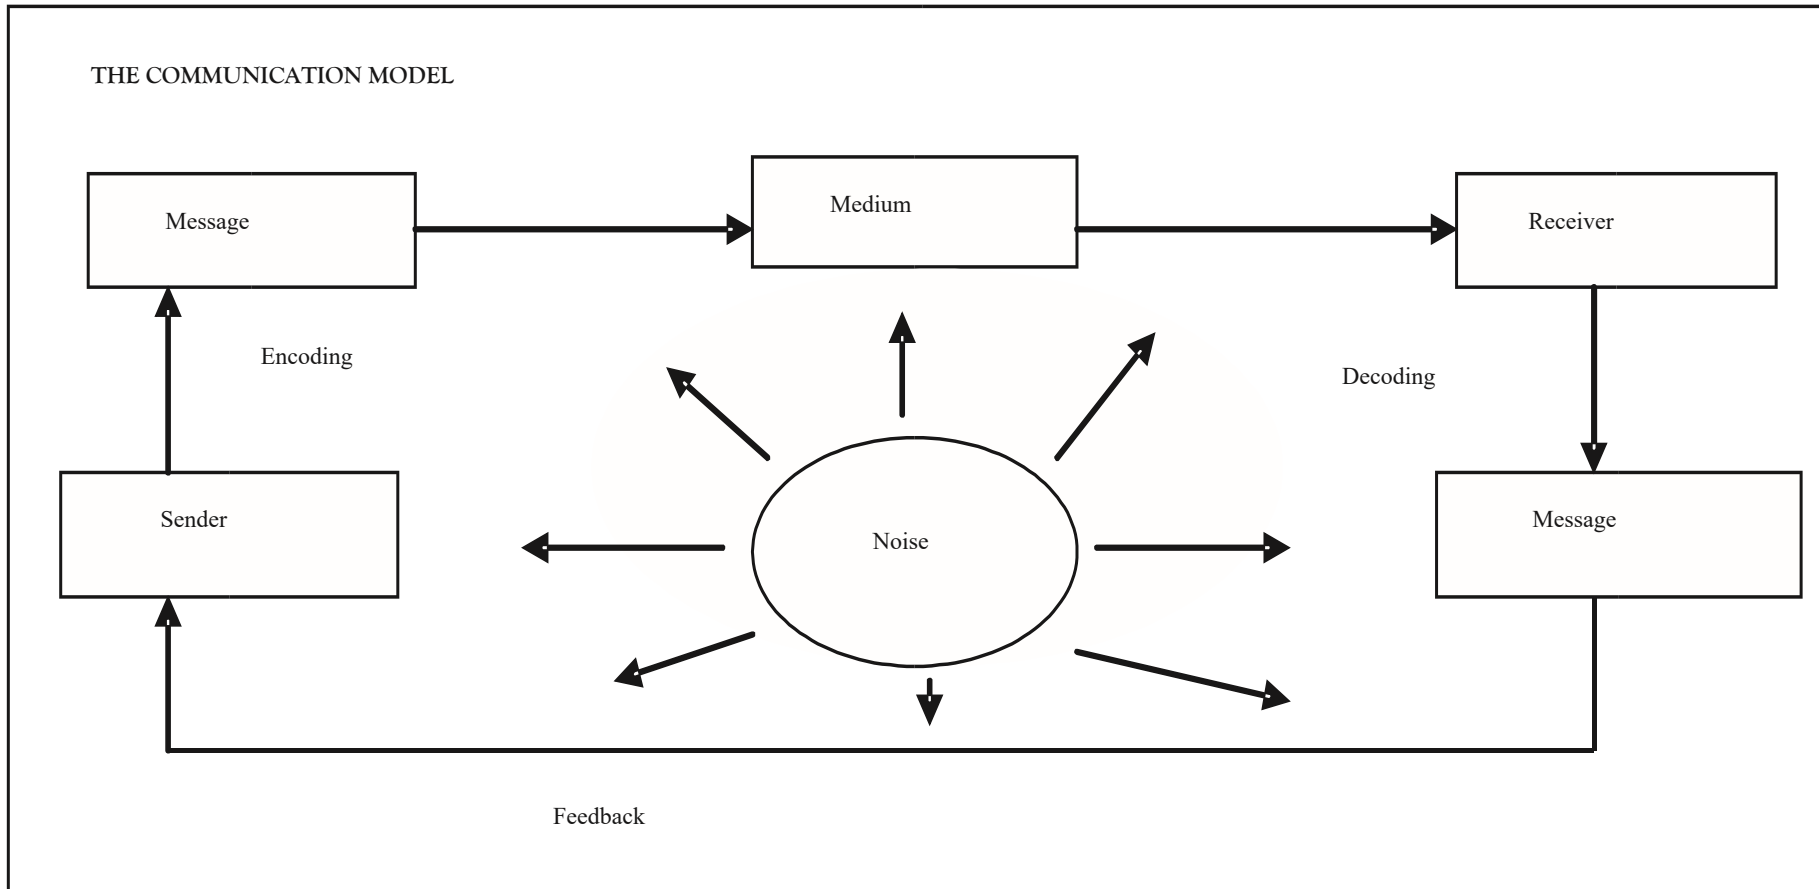 THE COMMUNICATION MODEL
Message
Medium
Receiver
Encoding
Decoding
Sender
Noise
Message
Feedback